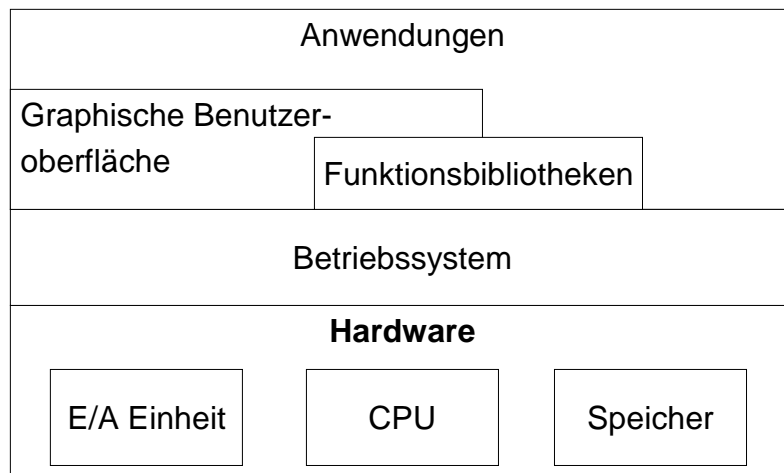 Anwendungen
Graphische Benutzer-
oberfläche
Funktionsbibliotheken
Betriebssystem
Hardware
E/A Einheit
CPU
Speicher